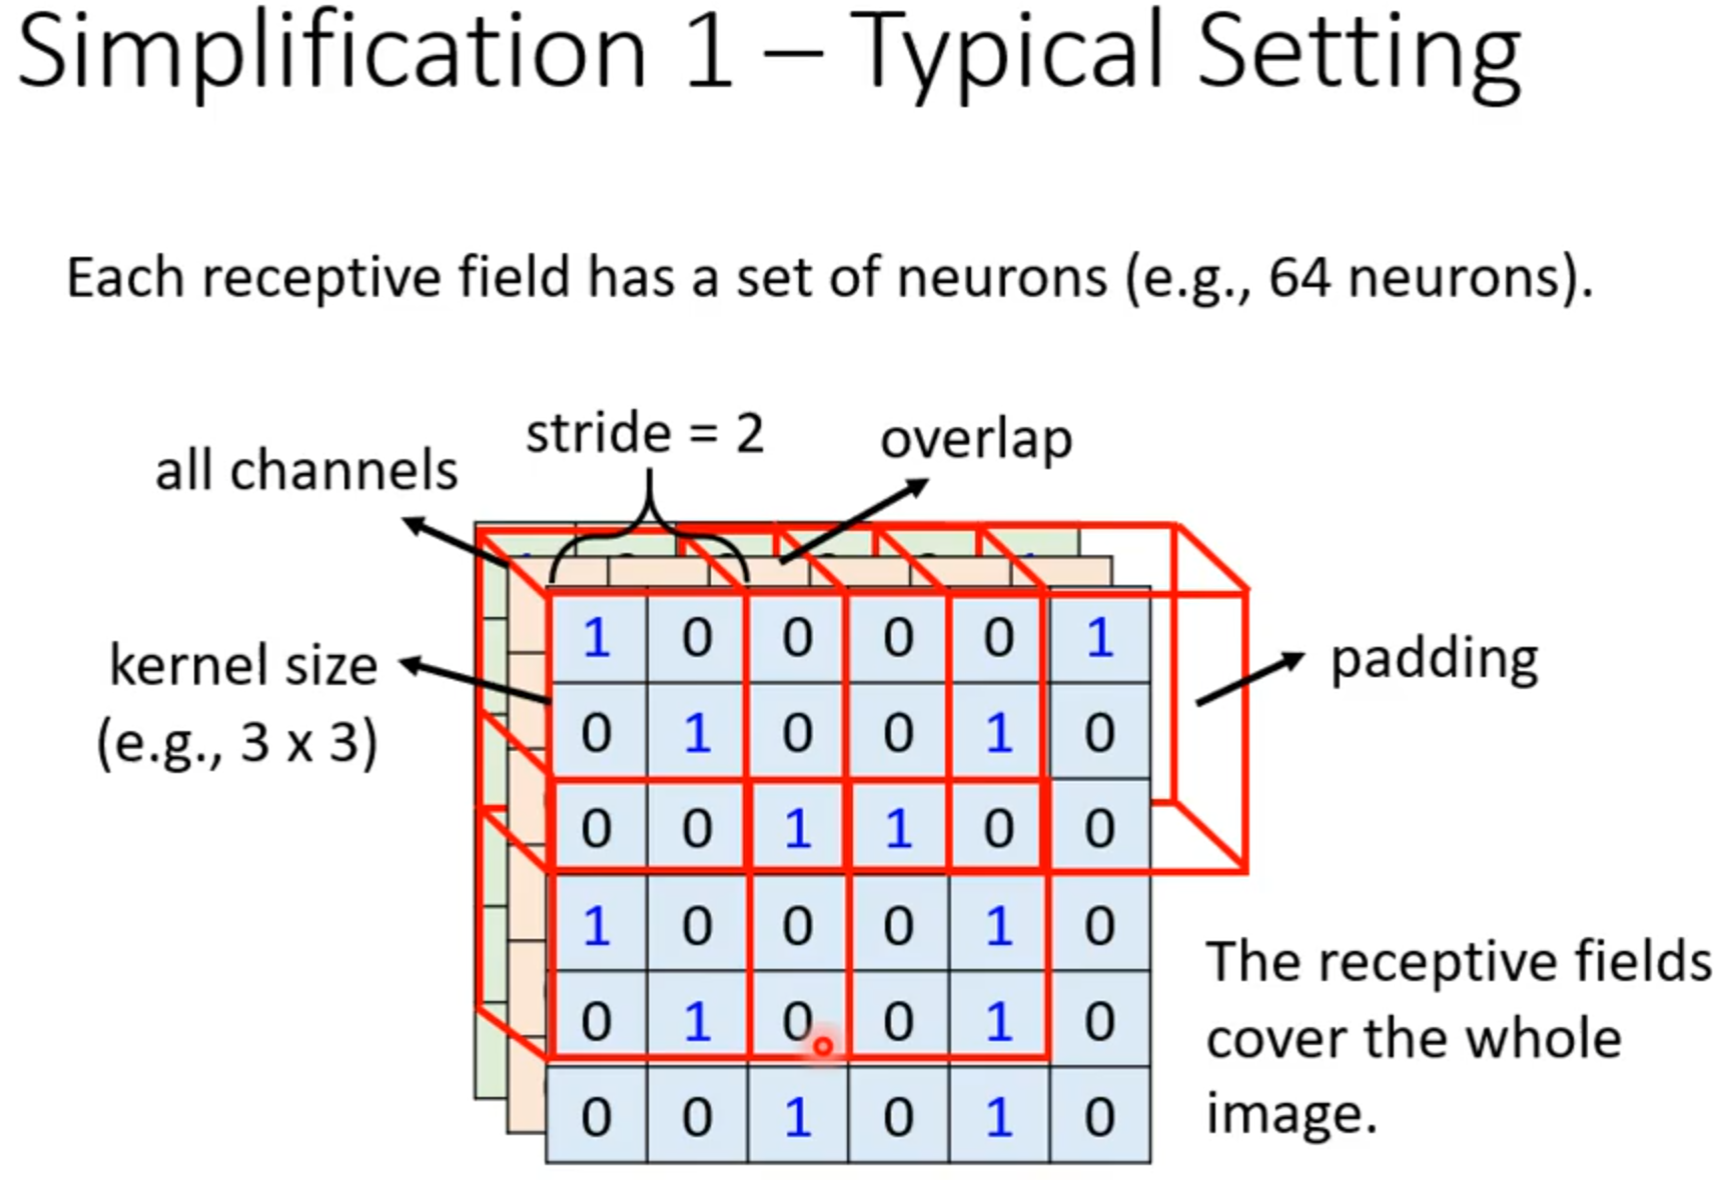 Simplification 1 – Typical Setting
Each receptive field has a set of neurons (e.g., 64 neurons).
stride = 2
overlap
all channels
kernel size
(e.g., 3 x 3)
padding
1 0 0 0 0 1
0 1 0 0 1 0
0 0 1 1 0 0
1 0 0 0 1 0
0 1 0 0 1 0
0 0 1 0 1 0
The receptive fields
cover the whole
image.